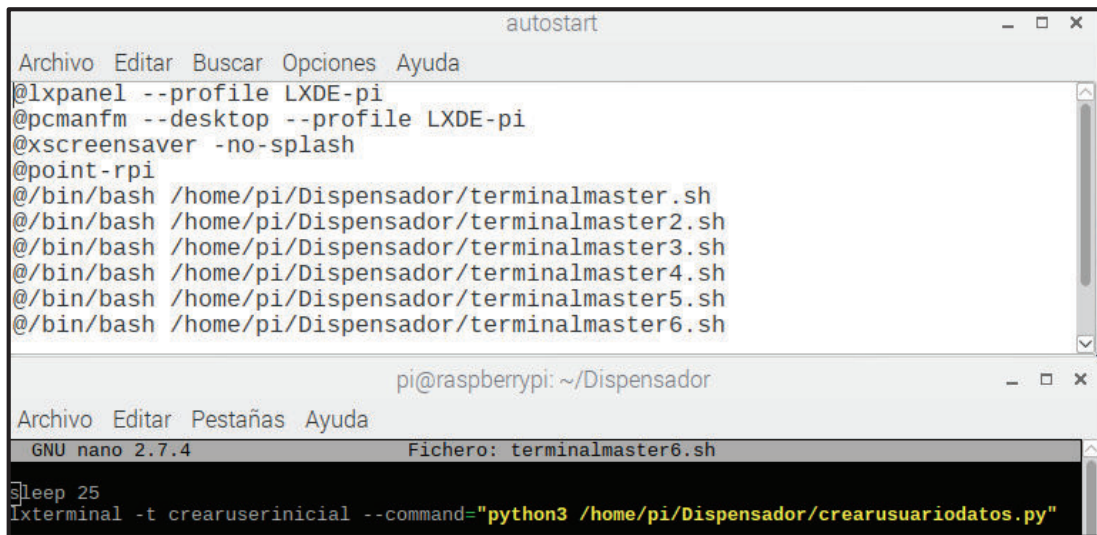 autostart
Archivo Editar Buscar Opciones Ayuda
@lxpanel --profile LXDE-pi
@pcmanfm --desktop --profile LXDE-pi
@xscreensaver -no-splash
@point-rpi
@/bin/bash /home/pi/Dispensador/terminalmaster.sh
@/bin/bash /home/pi/Dispensador/terminalmaster2.sh
@/bin/bash /home/pi/Dispensador/terminalmaster3.sh
@/bin/bash /home/pi/Dispensador/terminalmaster4.sh
@/bin/bash /home/pi/Dispensador/terminalmaster5.sh
@/bin/bash /home/pi/Dispensador/terminalmaster6.sh
pi@raspberrypi: ~/Dispensador
Archivo Editar Pestañas Ayuda
GNU nano 2.7.4 Fichero: terminalmaster6.sh
sleep 25
lxterminal -t crearuserinicial --command="python3 /home/pi/Dispensador/crearusuariodatos.py"